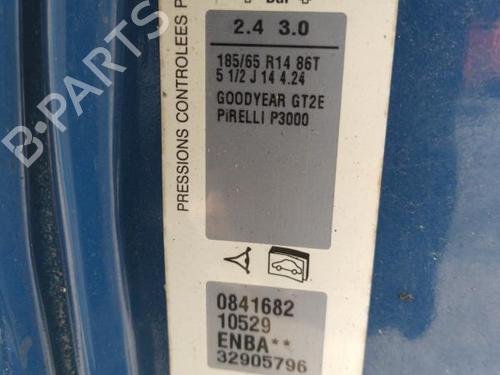 Bar
2.4 3.0
185/65 R14 86T
5 1/2 J 14 4.24
GOODYEAR GT2E
PiRELLI P3000
PRESSIONS CONTROLEES
0841682
10529
ENBA**
32905796
B-PARTS